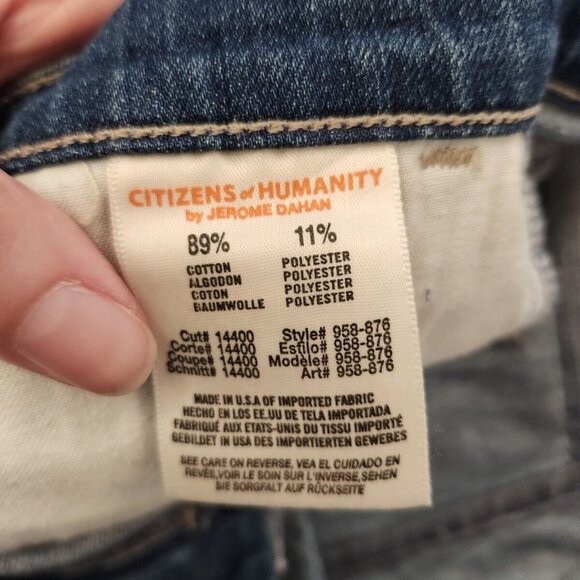 CITIZENS of HUMANITY
by JEROME DAHAN
89% 11%
COTTON POLYESTER
ALGODON POLYESTER
COTON POLYESTER
BAUMWOLLE POLYESTER
Cut# 14400 Style# 958-876
Corte# 14400 Estilo# 958-876
Coupe# 14400 Modèle# 958-876
Schnitt# 14400 Art# 958-876
MADE IN U.S.A OF IMPORTED FABRIC
HECHO EN LOS EE.UU DE TELA IMPORTADA
FABRIQUÉ AUX ETATS-UNIS DU TISSU IMPORTÉ
GEBILDET IN USA DES IMPORTIERTEN GEWEBES
SEE CARE ON REVERSE, VEA EL CUIDADO EN
REVÉS,VOIR LE SOIN SUR L'INVERSE,SEHEN
SIE SORGFALT AUF RÜCKSEITE